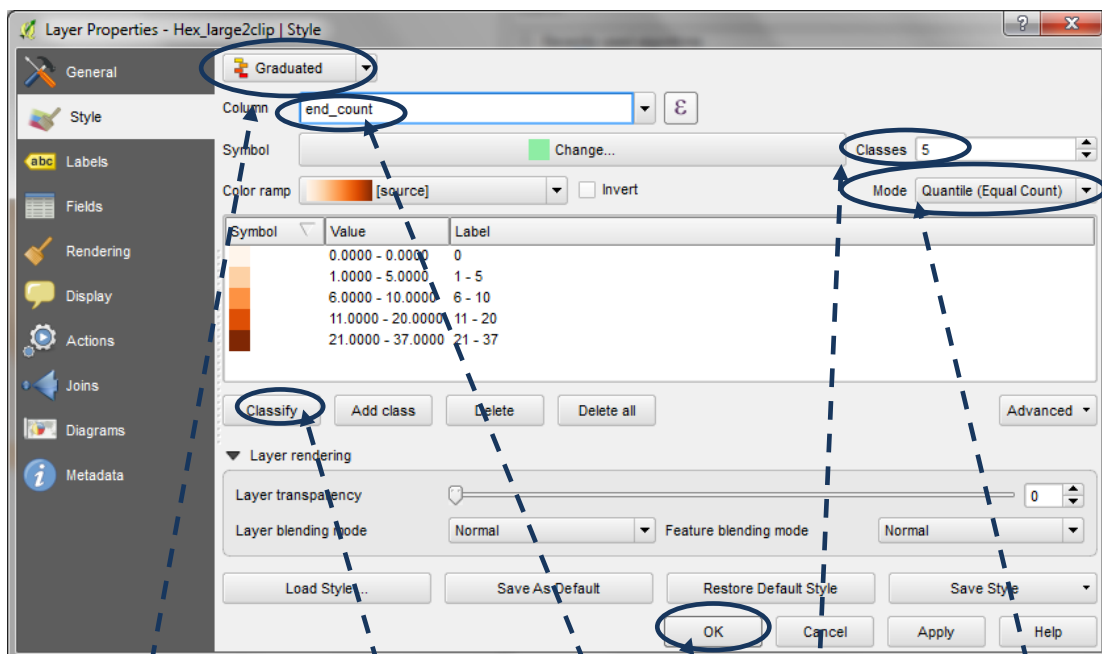 Layer Properties - Hex_large2clip | Style
General
Style
abc Labels
Fields
Rendering
Display
Actions
Joins
Diagrams
i Metadata
Graduated
Column end_count ε
Symbol Change... Classes 5
Color ramp [source] Invert Mode Quantile (Equal Count)
Symbol Value Label
0.0000 - 0.0000 0
1.0000 - 5.0000 1 - 5
6.0000 - 10.0000 6 - 10
11.0000 - 20.0000 11 - 20
21.0000 - 37.0000 21 - 37
Classify Add class Delete Delete all Advanced
Layer rendering
Layer transparency 0
Layer blending mode Normal Feature blending mode Normal
Load Style ... Save As Default Restore Default Style Save Style
OK Cancel Apply Help